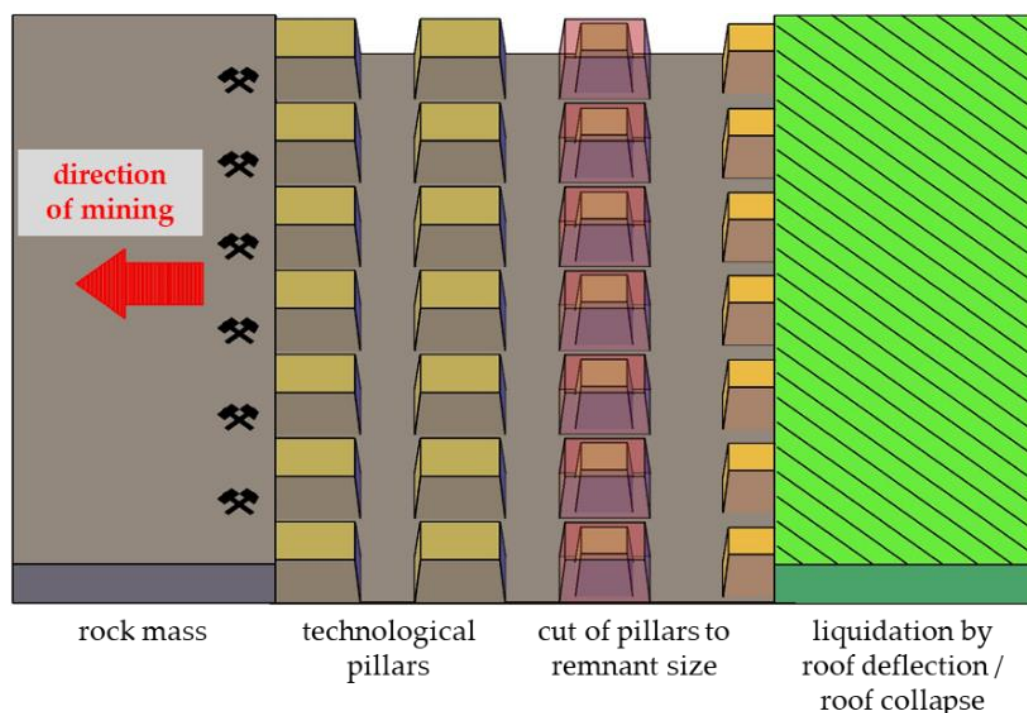 direction
of mining
rock mass
technological
pillars
cut of pillars to
remnant size
liquidation by
roof deflection /
roof collapse